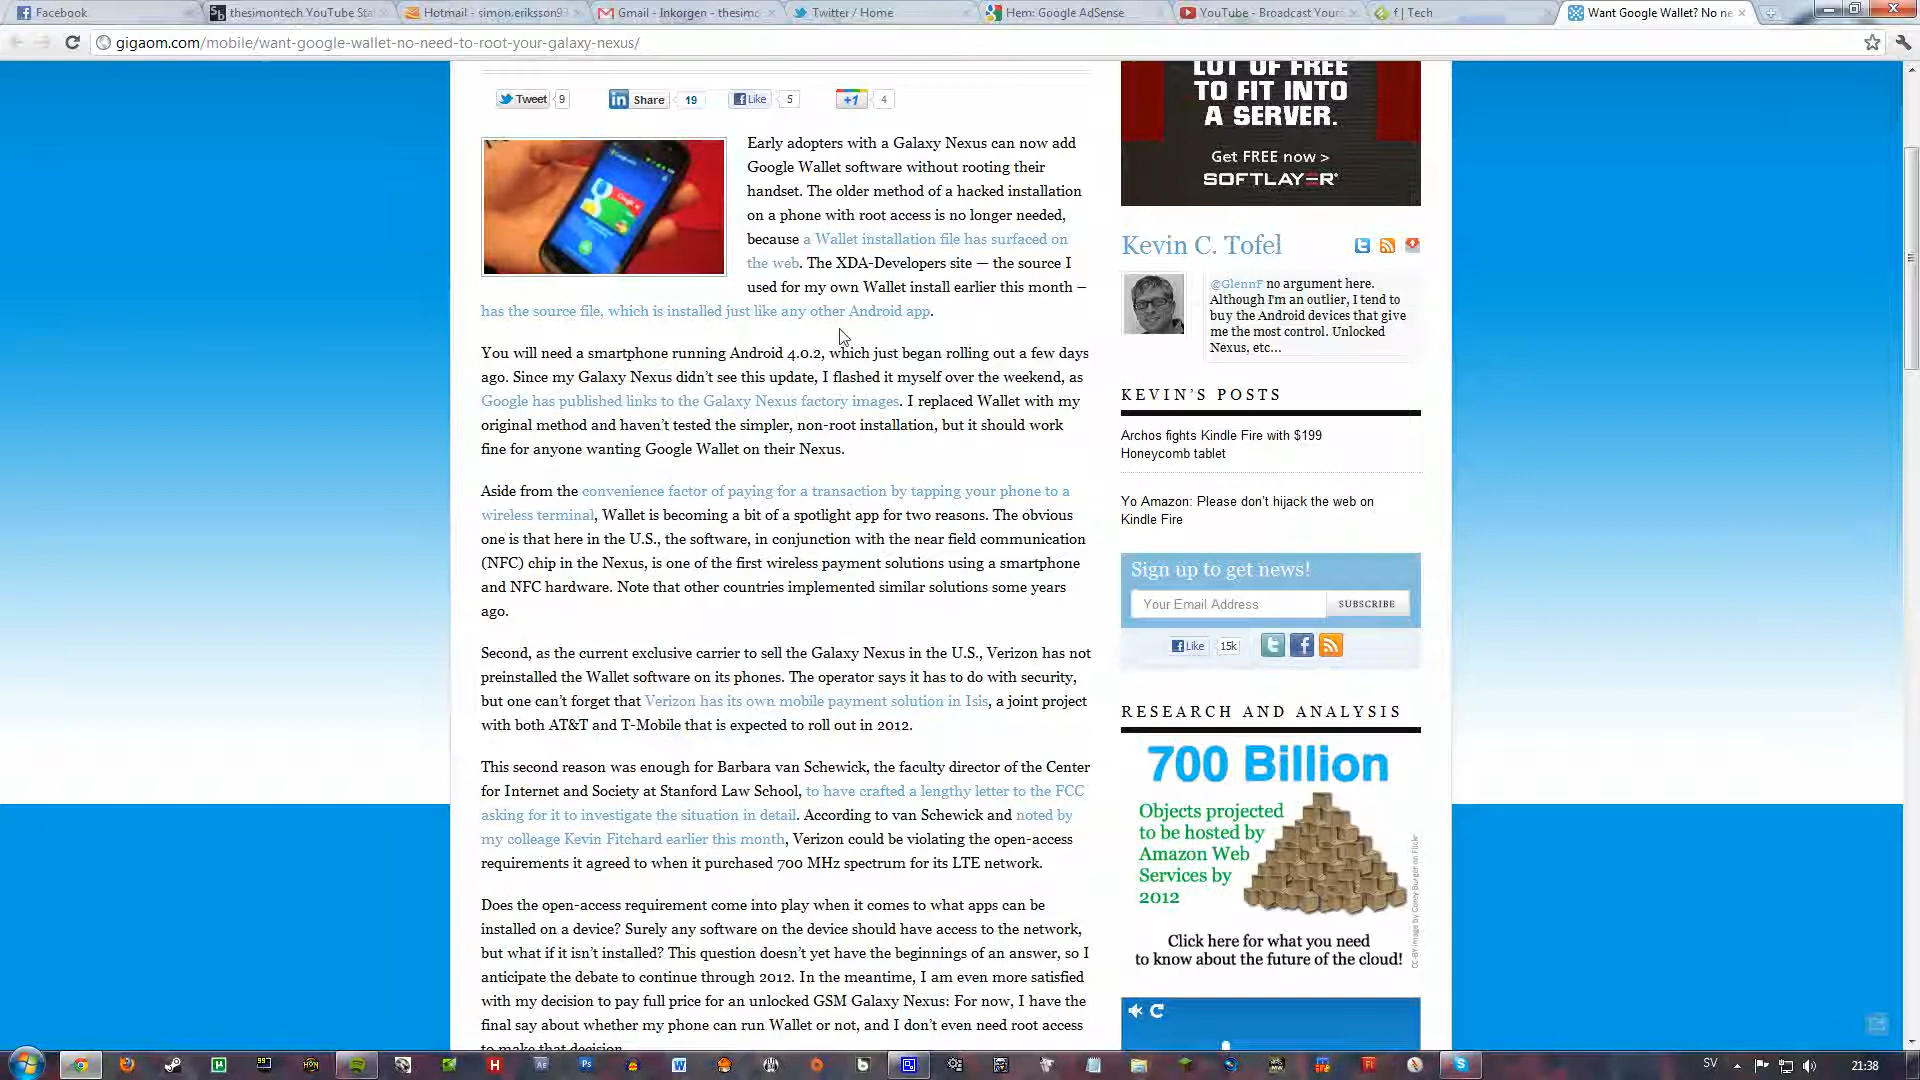 Facebook
thesimontech YouTube Sta
Hotmail - simon.eriksson9
Gmail - Inkorgen - thesimo
Twitter / Home
Hem: Google AdSense
YouTube - Broadcast Your
f | Tech
Want Google Wallet? No ne
gigaom.com/mobile/want-google-wallet-no-need-to-root-your-galaxy-nexus/
Tweet 9
Share 19
Like 5
+1 4
Early adopters with a Galaxy Nexus can now add
Google Wallet software without rooting their
handset. The older method of a hacked installation
on a phone with root access is no longer needed,
because a Wallet installation file has surfaced on
the web. The XDA-Developers site — the source I
used for my own Wallet install earlier this month —
has the source file, which is installed just like any other Android app.
You will need a smartphone running Android 4.0.2, which just began rolling out a few days
ago. Since my Galaxy Nexus didn't see this update, I flashed it myself over the weekend, as
Google has published links to the Galaxy Nexus factory images. I replaced Wallet with my
original method and haven't tested the simpler, non-root installation, but it should work
fine for anyone wanting Google Wallet on their Nexus.
Aside from the convenience factor of paying for a transaction by tapping your phone to a
wireless terminal, Wallet is becoming a bit of a spotlight app for two reasons. The obvious
one is that here in the U.S., the software, in conjunction with the near field communication
(NFC) chip in the Nexus, is one of the first wireless payment solutions using a smartphone
and NFC hardware. Note that other countries implemented similar solutions some years
ago.
Second, as the current exclusive carrier to sell the Galaxy Nexus in the U.S., Verizon has not
preinstalled the Wallet software on its phones. The operator says it has to do with security,
but one can't forget that Verizon has its own mobile payment solution in Isis, a joint project
with both AT&T and T-Mobile that is expected to roll out in 2012.
This second reason was enough for Barbara van Schewick, the faculty director of the Center
for Internet and Society at Stanford Law School, to have crafted a lengthy letter to the FCC
asking for it to investigate the situation in detail. According to van Schewick and noted by
my colleage Kevin Fitchard earlier this month, Verizon could be violating the open-access
requirements it agreed to when it purchased 700 MHz spectrum for its LTE network.
Does the open-access requirement come into play when it comes to what apps can be
installed on a device? Surely any software on the device should have access to the network,
but what if it isn't installed? This question doesn't yet have the beginnings of an answer, so I
anticipate the debate to continue through 2012. In the meantime, I am even more satisfied
with my decision to pay full price for an unlocked GSM Galaxy Nexus: For now, I have the
final say about whether my phone can run Wallet or not, and I don't even need root access
to make that decision.
LOT OF FREE
TO FIT INTO
A SERVER.
Get FREE now >
SOFTLAYER
Kevin C. Tofel
@GlennF no argument here.
Although I'm an outlier, I tend to
buy the Android devices that give
me the most control. Unlocked
Nexus, etc...
KEVIN'S POSTS
Archos fights Kindle Fire with $199
Honeycomb tablet
Yo Amazon: Please don't hijack the web on
Kindle Fire
Sign up to get news!
Your Email Address
SUBSCRIBE
Like 15k
RESEARCH AND ANALYSIS
700 Billion
Objects projected
to be hosted by
Amazon Web
Services by
2012
CC-BY image by Corey Burger on Flickr
Click here for what you need
to know about the future of the cloud!
SV
21:38